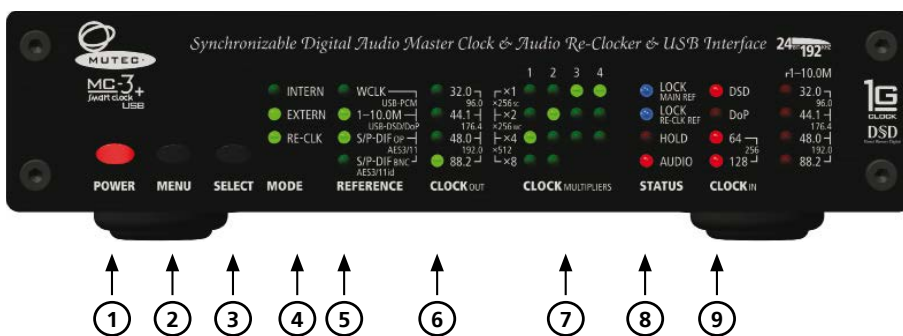 MUTEC
MC-3+
smart clock
USB
Synchronizable Digital Audio Master Clock & Audio Re-Clocker & USB Interface
24 BIT 192 KHZ
1G
CLOCK
DSD
Direct Stream Digital
INTERN
EXTERN
RE-CLK
WCLK
USB-PCM
1–10.0M
USB-DSD/DoP
S/P-DIF OP
AES3/11
S/P-DIF BNC
AES3/11id
32.0
96.0
44.1
176.4
48.0
192.0
88.2
1 2 3 4
×1
×256
×2
×256
×4
×512
×8
LOCK
MAIN REF
LOCK
RE-CLK REF
HOLD
AUDIO
DSD
DoP
64
256
128
r1–10.0M
32.0
96.0
44.1
176.4
48.0
192.0
88.2
POWER MENU SELECT MODE REFERENCE CLOCK OUT CLOCK MULTIPLIERS STATUS CLOCK IN
1 2 3 4 5 6 7 8 9